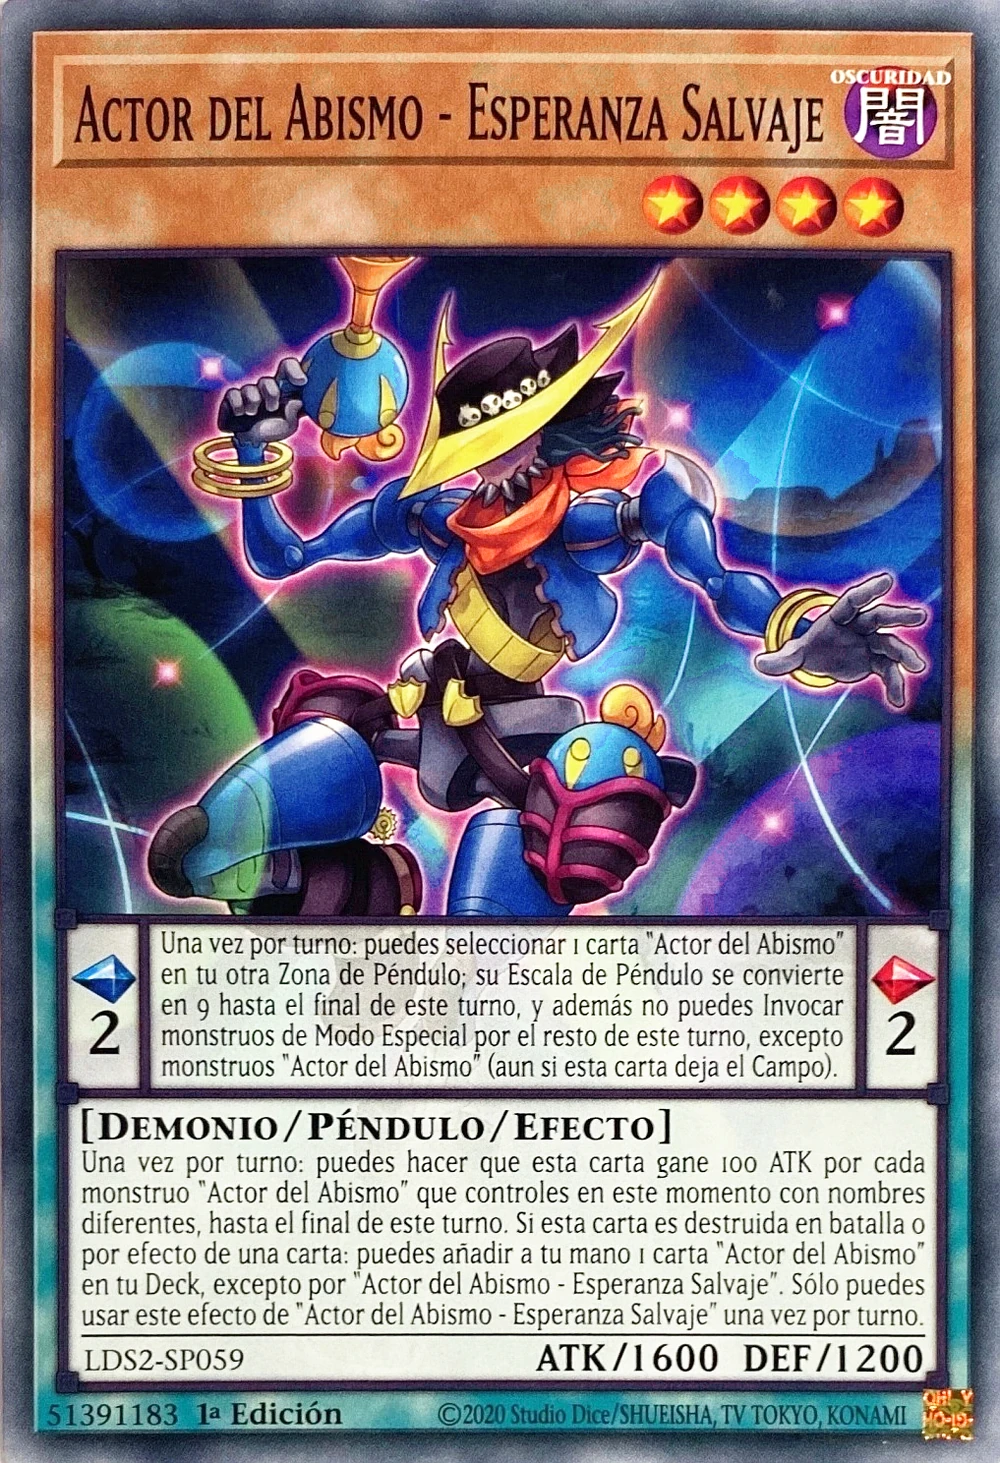 OSCURIDAD
Actor del Abismo - Esperanza Salvaje
闇
Una vez por turno: puedes seleccionar 1 carta "Actor del Abismo"
en tu otra Zona de Péndulo; su Escala de Péndulo se convierte
en 9 hasta el final de este turno, y además no puedes Invocar
monstruos de Modo Especial por el resto de este turno, excepto
monstruos "Actor del Abismo" (aun si esta carta deja el Campo).
2
2
[Demonio/Péndulo/Efecto]
Una vez por turno: puedes hacer que esta carta gane 100 ATK por cada
monstruo "Actor del Abismo" que controles en este momento con nombres
diferentes, hasta el final de este turno. Si esta carta es destruida en batalla o
por efecto de una carta: puedes añadir a tu mano 1 carta "Actor del Abismo"
en tu Deck, excepto por "Actor del Abismo - Esperanza Salvaje". Sólo puedes
usar este efecto de "Actor del Abismo - Esperanza Salvaje" una vez por turno.
LDS2-SP059
ATK/1600 DEF/1200
51391183 1ª Edición
©2020 Studio Dice/SHUEISHA, TV TOKYO, KONAMI